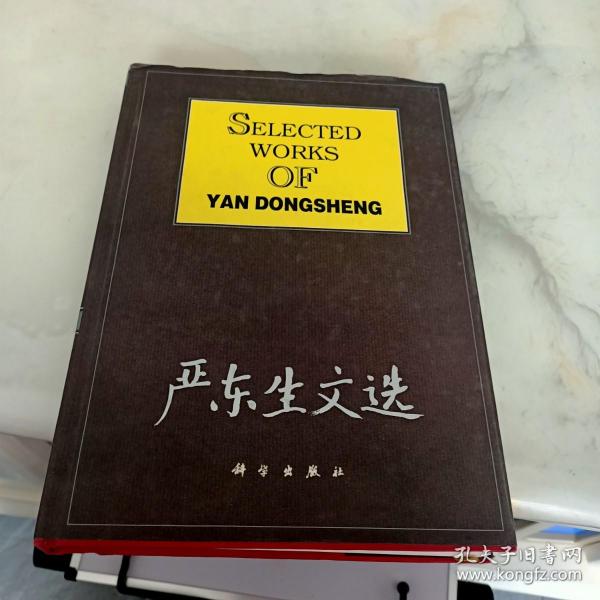 SELECTED
WORKS
OF
YAN DONGSHENG
严东生文选
科学出版社
孔夫子旧书网
www.kongfz.com